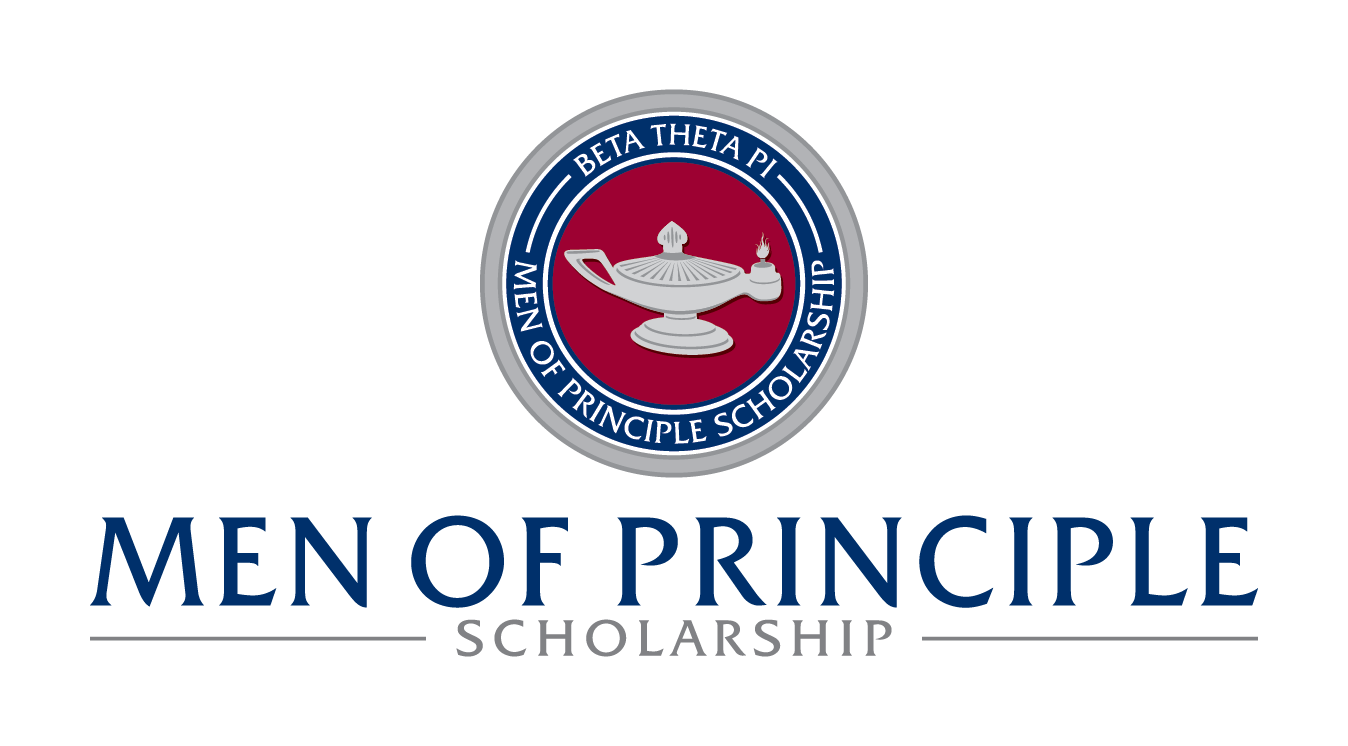 BETA THETA PI
MEN OF PRINCIPLE SCHOLARSHIP
MEN OF PRINCIPLE
SCHOLARSHIP